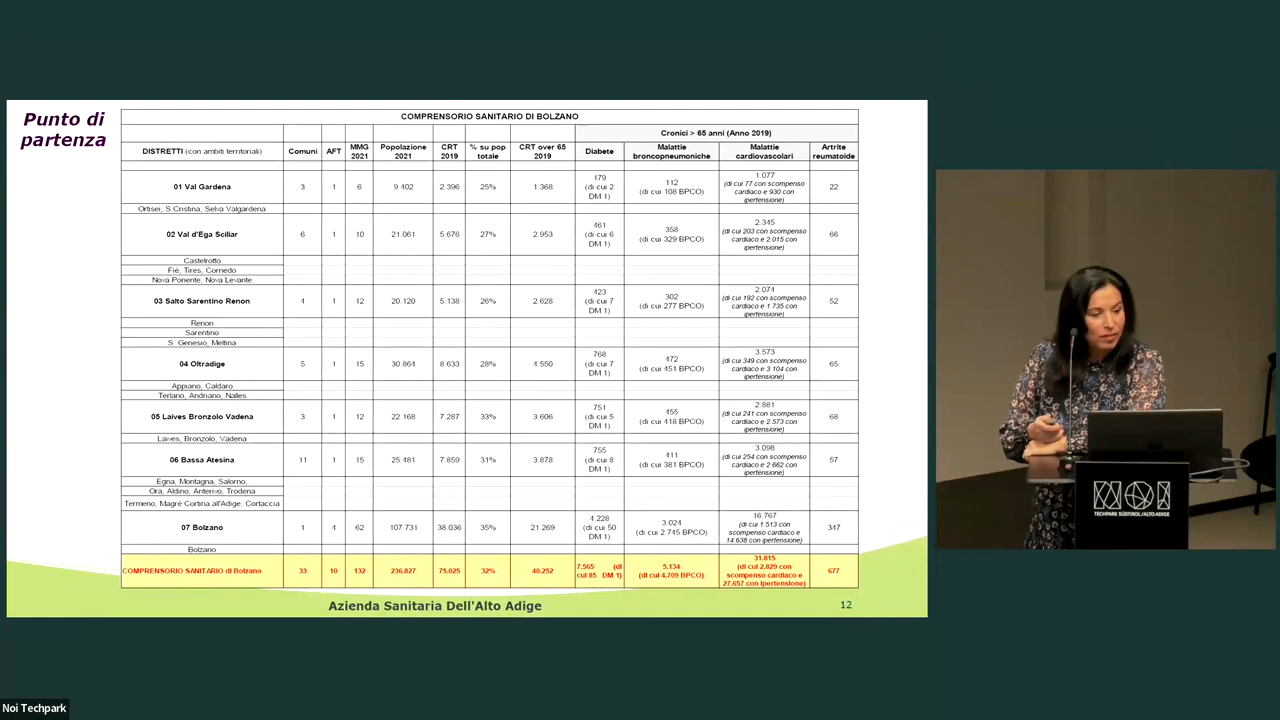 Punto di
partenza
COMPRENSORIO SANITARIO DI BOLZANO
Cronici > 65 anni (Anno 2019)
DISTRETTI (con ambiti territoriali) Comuni AFT MMG 2021 Popolazione 2021 CRT 2019 % su pop totale CRT over 65 2019 Diabete Malattie broncopneumoniche Malattie cardiovascolari Artrite reumatoide
01 Val Gardena 3 1 6 9.402 2.396 25% 1.368 179 (di cui 2 DM 1) 112 (di cui 108 BPCO) 1.077 (di cui 77 con scompenso cardiaco e 930 con ipertensione) 22
Ortisei, S.Cristina, Selva Valgardena
02 Val d'Ega Sciliar 6 1 10 21.061 5.676 27% 2.953 461 (di cui 6 DM 1) 358 (di cui 329 BPCO) 2.345 (di cui 203 con scompenso cardiaco e 2.015 con ipertensione) 66
Castelrotto
Fiè, Tires, Cornedo
Nova Ponente, Nova Levante
03 Salto Sarentino Renon 4 1 12 20.120 5.138 26% 2.628 423 (di cui 7 DM 1) 302 (di cui 277 BPCO) 2.074 (di cui 192 con scompenso cardiaco e 1.735 con ipertensione) 52
Renon
Sarentino
S. Genesio, Meltina
04 Oltradige 5 1 15 30.864 8.633 28% 4.550 768 (di cui 7 DM 1) 472 (di cui 451 BPCO) 3.573 (di cui 349 con scompenso cardiaco e 3.104 con ipertensione) 65
Appiano, Caldaro
Terlano, Andriano, Nalles
05 Laives Bronzolo Vadena 3 1 12 22.168 7.287 33% 3.606 751 (di cui 5 DM 1) 455 (di cui 418 BPCO) 2.881 (di cui 241 con scompenso cardiaco e 2.573 con ipertensione) 68
Laives, Bronzolo, Vadena
06 Bassa Atesina 11 1 15 25.481 7.859 31% 3.878 755 (di cui 8 DM 1) 411 (di cui 381 BPCO) 3.098 (di cui 254 con scompenso cardiaco e 2.662 con ipertensione) 57
Egna, Montagna, Salorno,
Ora, Aldino, Anterivo, Trodena
Termeno, Magrè Cortina all'Adige, Cortaccia
07 Bolzano 1 4 62 107.731 38.036 35% 21.269 4.228 (di cui 50 DM 1) 3.024 (di cui 2.745 BPCO) 16.767 (di cui 1.513 con scompenso cardiaco e 14.638 con ipertensione) 347
Bolzano
COMPRENSORIO SANITARIO di Bolzano 33 10 132 236.827 75.025 32% 40.252 7.565 (di cui 85 DM 1) 5.134 (di cui 4.709 BPCO) 31.815 (di cui 2.829 con scompenso cardiaco e 27.657 con ipertensione) 677
Azienda Sanitaria Dell'Alto Adige
12
NOI
TECHPARK SÜDTIROL/ALTO ADIGE
Noi Techpark